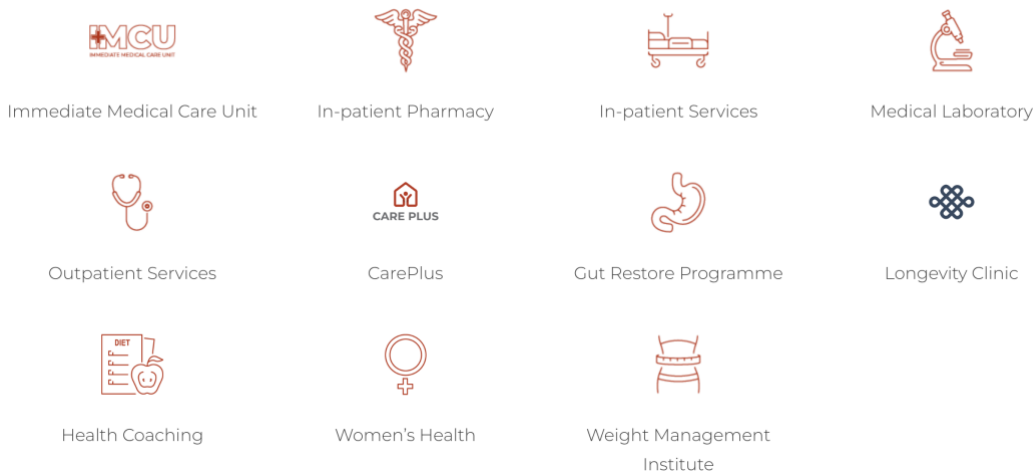 IMCU
IMMEDIATE MEDICAL CARE UNIT
Immediate Medical Care Unit
In-patient Pharmacy
In-patient Services
Medical Laboratory
Outpatient Services
CARE PLUS
CarePlus
Gut Restore Programme
Longevity Clinic
DIET
Health Coaching
Women’s Health
Weight Management
Institute